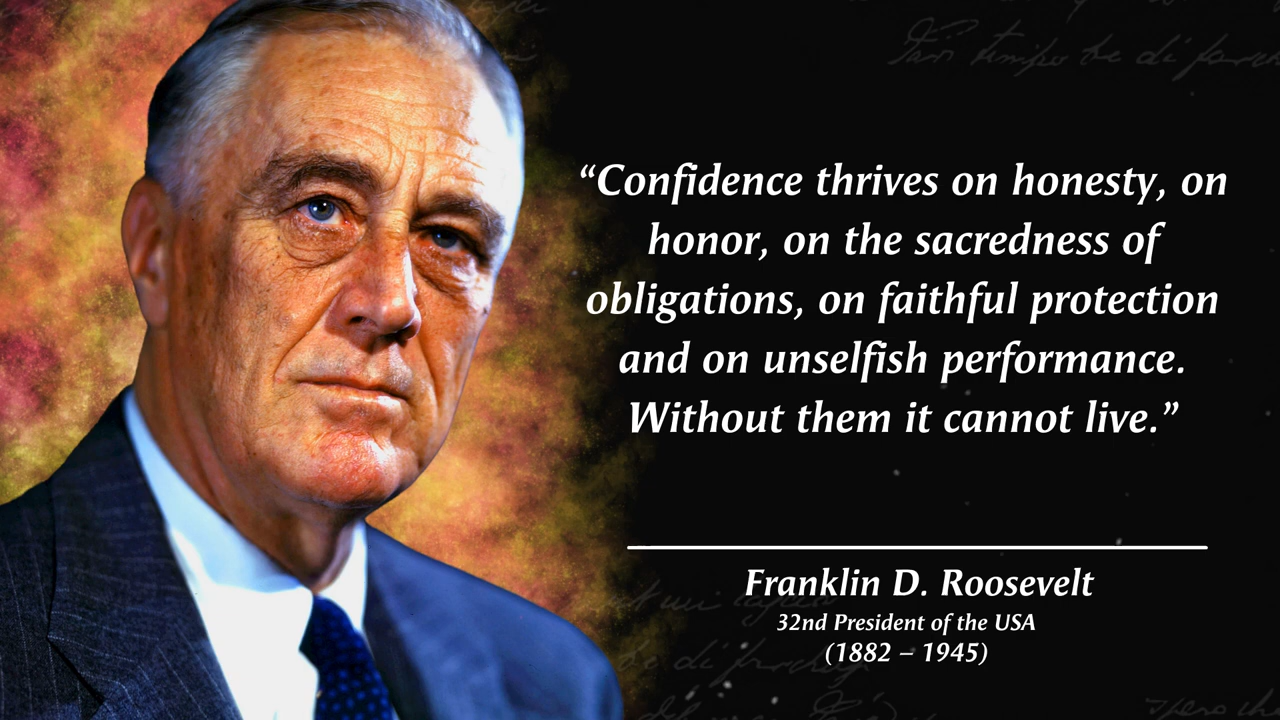 “Confidence thrives on honesty, on
honor, on the sacredness of
obligations, on faithful protection
and on unselfish performance.
Without them it cannot live.”
Franklin D. Roosevelt
32nd President of the USA
(1882 – 1945)